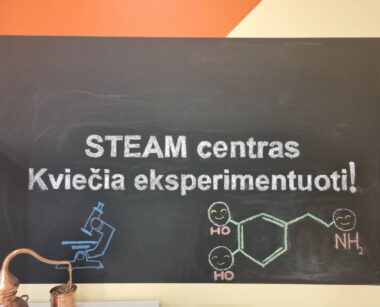 STEAM centras
Kviečia eksperimentuoti!
HO
HO
NH2